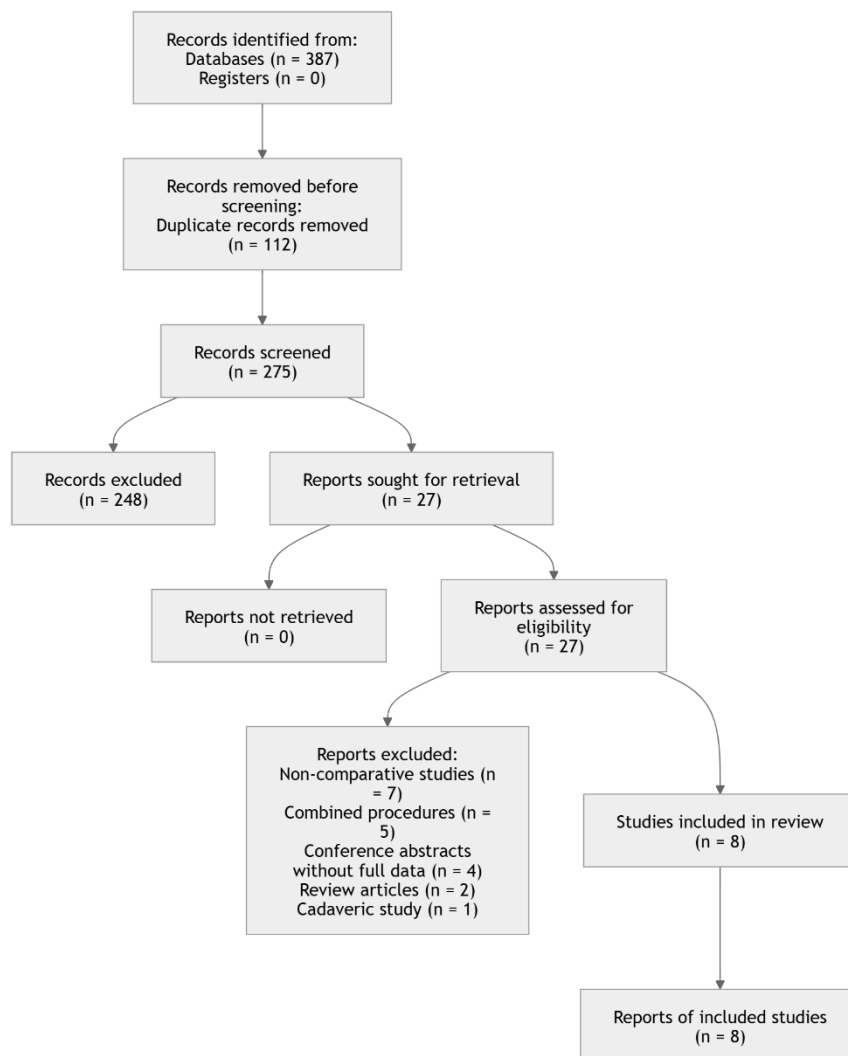 Records identified from:
Databases (n = 387)
Registers (n = 0)
Records removed before
screening:
Duplicate records removed
(n = 112)
Records screened
(n = 275)
Records excluded
(n = 248)
Reports sought for retrieval
(n = 27)
Reports not retrieved
(n = 0)
Reports assessed for
eligibility
(n = 27)
Reports excluded:
Non-comparative studies (n
= 7)
Combined procedures (n =
5)
Conference abstracts
without full data (n = 4)
Review articles (n = 2)
Cadaveric study (n = 1)
Studies included in review
(n = 8)
Reports of included studies
(n = 8)